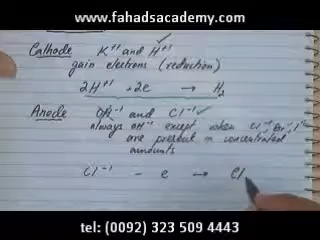 www.fahadsacademy.com
Cathode K⁺¹ and H⁺¹ ✓
gain electrons (reduction)
2H⁺¹ +2e → H₂
Anode OH⁻¹ and Cl⁻¹ ✓
always OH⁻¹ except when Cl⁻¹, Br⁻¹, I⁻¹
are present in concentrated
amounts
Cl⁻¹ - e → Cl
tel: (0092) 323 509 4443